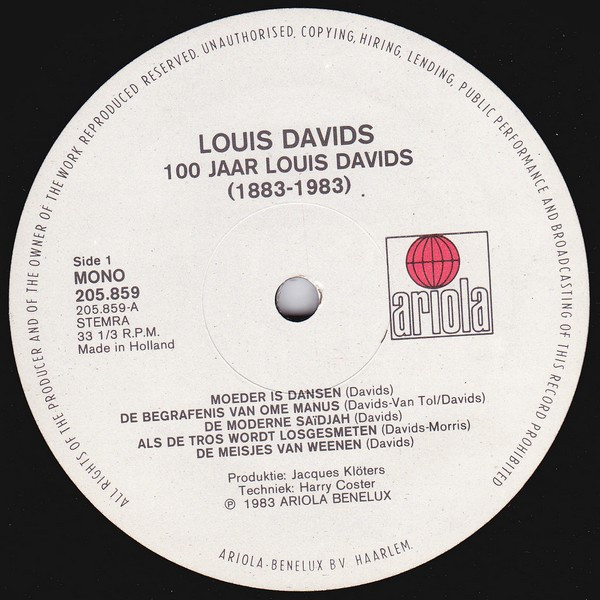 ALL RIGHTS OF THE PRODUCER AND OF THE OWNER OF THE WORK REPRODUCED RESERVED. UNAUTHORISED, COPYING, HIRING, LENDING, PUBLIC PERFORMANCE AND BROADCASTING OF THIS RECORD PROHIBITED
LOUIS DAVIDS
100 JAAR LOUIS DAVIDS
(1883-1983)
Side 1
MONO
205.859
205.859-A
STEMRA
33 1/3 R.P.M.
Made in Holland
ariola
MOEDER IS DANSEN (Davids)
DE BEGRAFENIS VAN OME MANUS (Davids-Van Tol/Davids)
DE MODERNE SAïDJAH (Davids)
ALS DE TROS WORDT LOSGESMETEN (Davids-Morris)
DE MEISJES VAN WEENEN (Davids)
Produktie: Jacques Klöters
Techniek: Harry Coster
℗ 1983 ARIOLA BENELUX
ARIOLA-BENELUX BV HAARLEM.